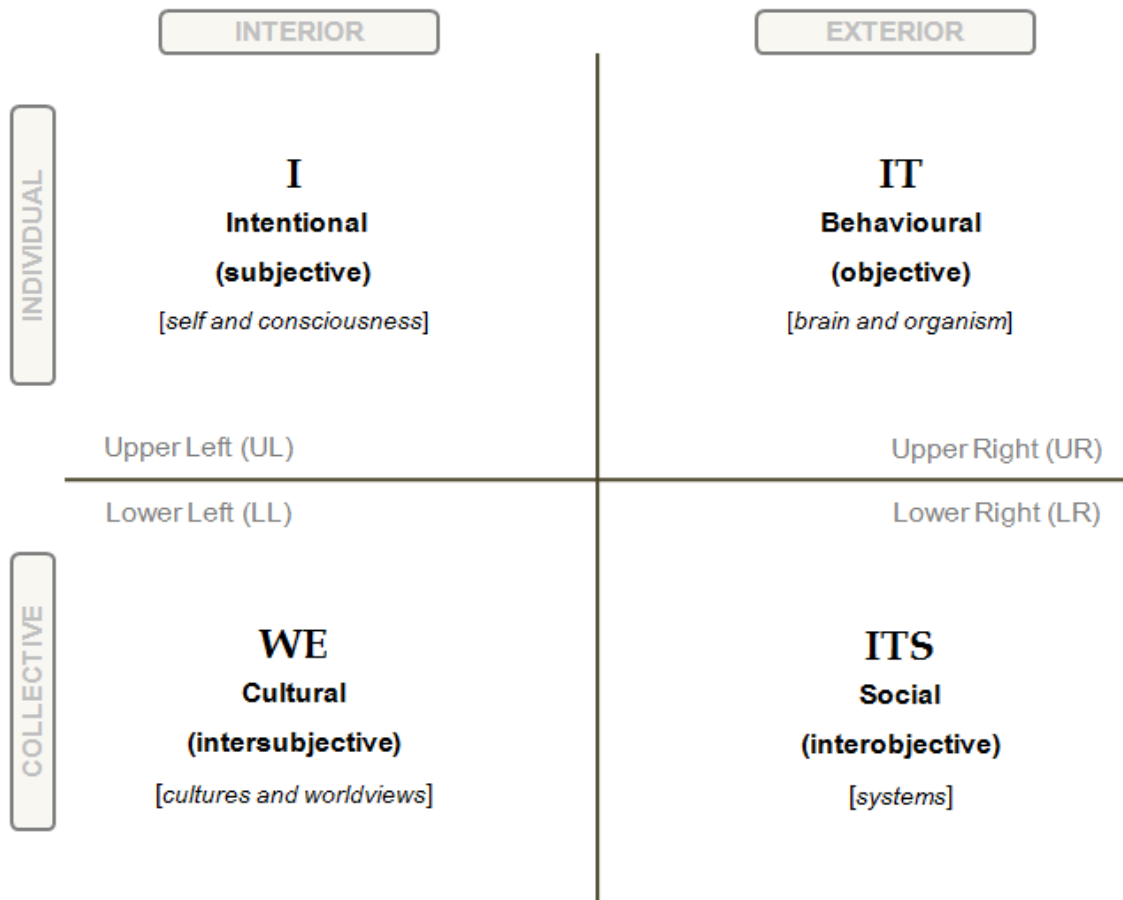 INTERIOR
EXTERIOR
INDIVIDUAL
I
Intentional
(subjective)
[self and consciousness]
IT
Behavioural
(objective)
[brain and organism]
Upper Left (UL)
Upper Right (UR)
Lower Left (LL)
Lower Right (LR)
COLLECTIVE
WE
Cultural
(intersubjective)
[cultures and worldviews]
ITS
Social
(interobjective)
[systems]